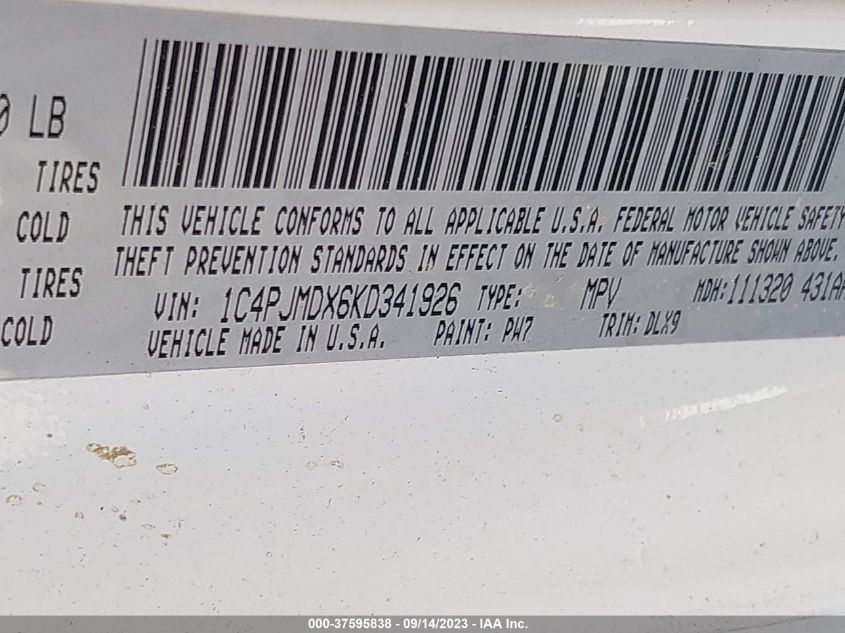 LB
TIRES
COLD
TIRES
COLD
THIS VEHICLE CONFORMS TO ALL APPLICABLE U.S.A. FEDERAL MOTOR VEHICLE SAFETY
THEFT PREVENTION STANDARDS IN EFFECT ON THE DATE OF MANUFACTURE SHOWN ABOVE.
VIN: 1C4PJMDX6KD341926 TYPE: MPV MDH:111320 431
VEHICLE MADE IN U.S.A. PAINT: PW7 TRIM: DLX9
000-37595838 - 09/14/2023 - IAA Inc.